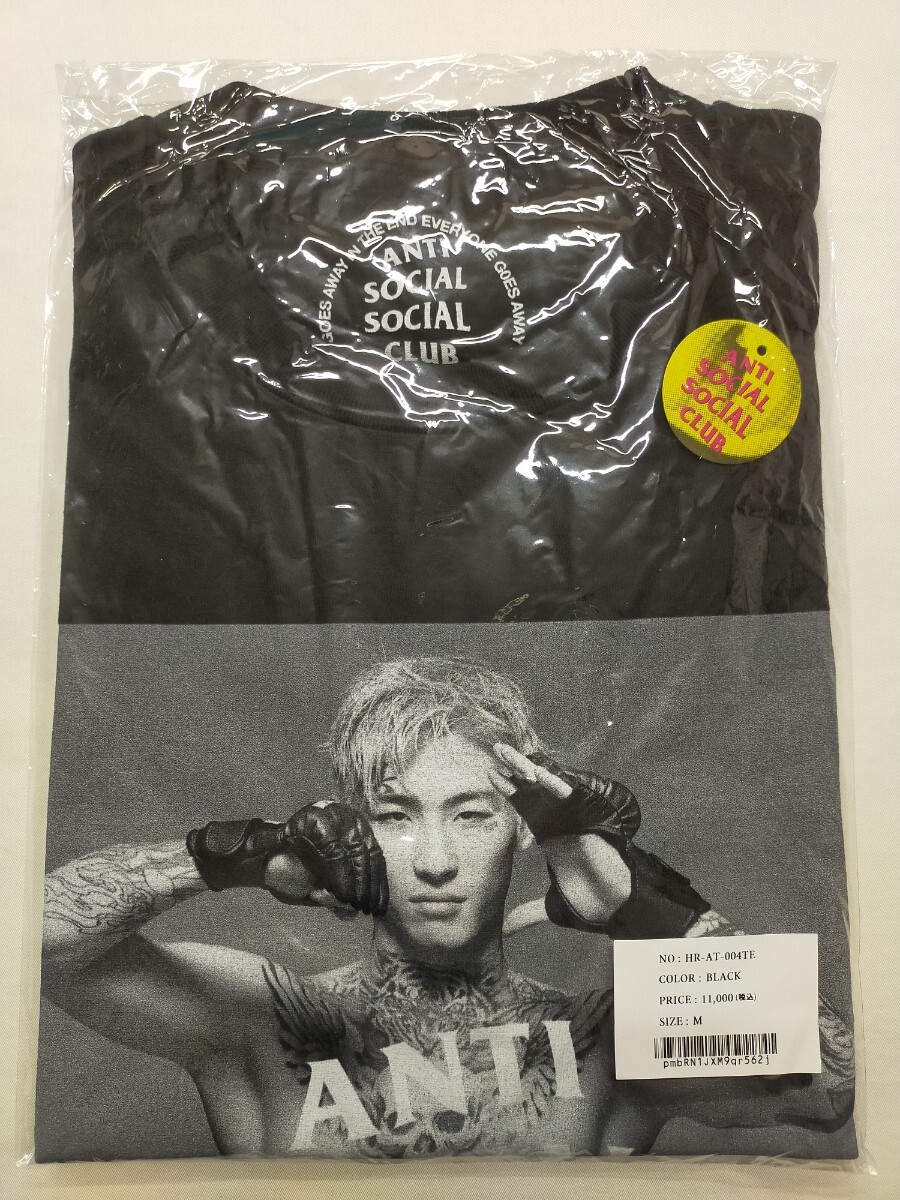 GOES AWAY IN THE END EVERYONE GOES AWAY
ANTI
SOCIAL
SOCIAL
CLUB
ANTI
SOCIAL
SOCIAL
CLUB
NO : HR-AT-004TE
COLOR : BLACK
PRICE : 11,000 (税込)
SIZE : M
pmbRN1JXM9qr562j
ANTI